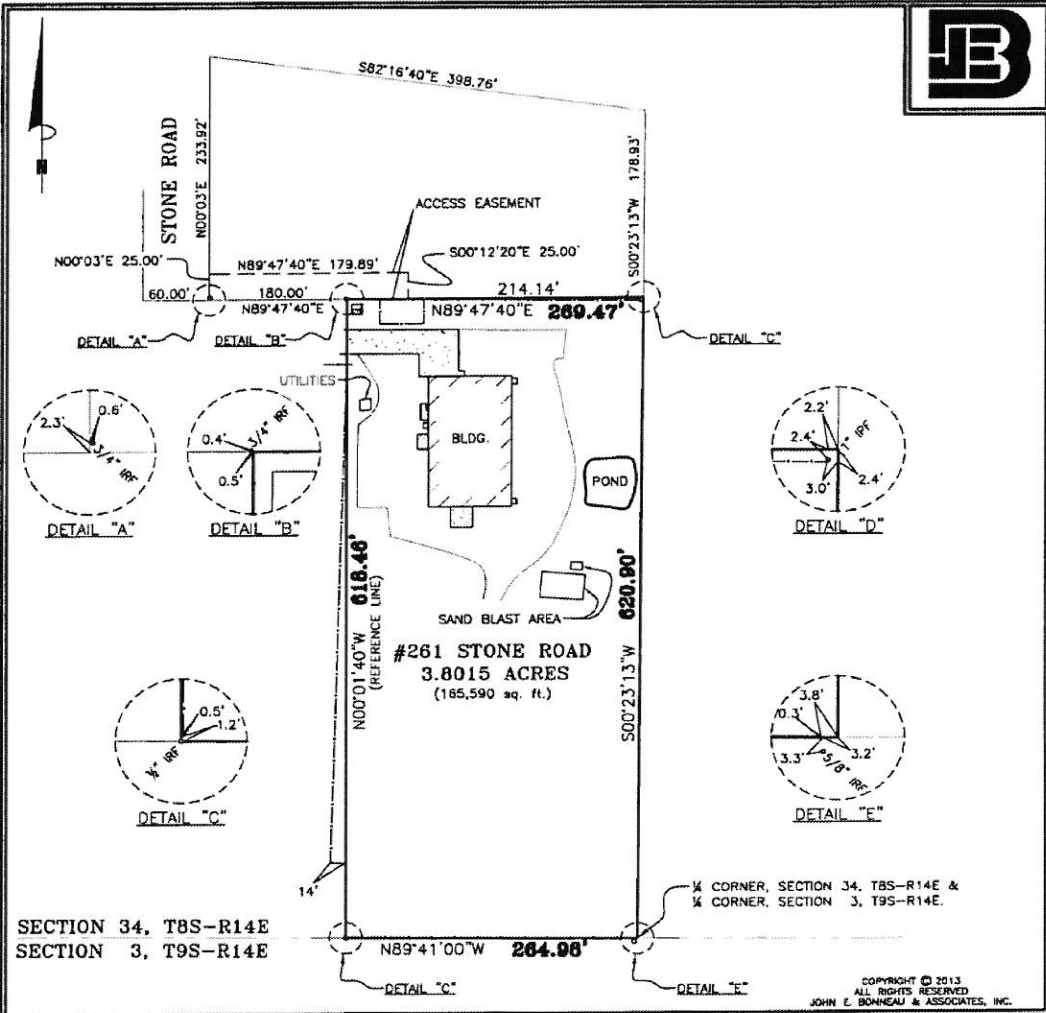 JEB
S82°16'40"E 398.76'
STONE ROAD
N00°03'E 233.92'
S00°23'13"W 178.93'
ACCESS EASEMENT
N00°03'E 25.00'
N89°47'40"E 179.89'
S00°12'20"E 25.00'
60.00'
180.00'
N89°47'40"E
214.14'
N89°47'40"E 269.47'
DETAIL "A"
DETAIL "B"
DETAIL "C"
UTILITIES
BLDG.
POND
2.3'
0.6'
3/4" IRF
DETAIL "A"
0.4'
3/4" IRF
0.5'
DETAIL "B"
2.2'
1" IPF
2.4'
2.4'
3.0'
DETAIL "D"
N00°01'40"W 618.46'
(REFERENCE LINE)
S00°23'13"W 620.90'
SAND BLAST AREA
#261 STONE ROAD
3.8015 ACRES
(165,590 sq. ft.)
0.5'
1.2'
½" IRF
DETAIL "C"
3.8'
0.3'
3.3'
3.2'
5/8" IRF
DETAIL "E"
14'
¼ CORNER, SECTION 34, T8S-R14E &
¼ CORNER, SECTION 3, T9S-R14E.
SECTION 34, T8S-R14E
SECTION 3, T9S-R14E
N89°41'00"W 264.96'
DETAIL "C"
DETAIL "E"
COPYRIGHT © 2013
ALL RIGHTS RESERVED
JOHN E. BONNEAU & ASSOCIATES, INC.